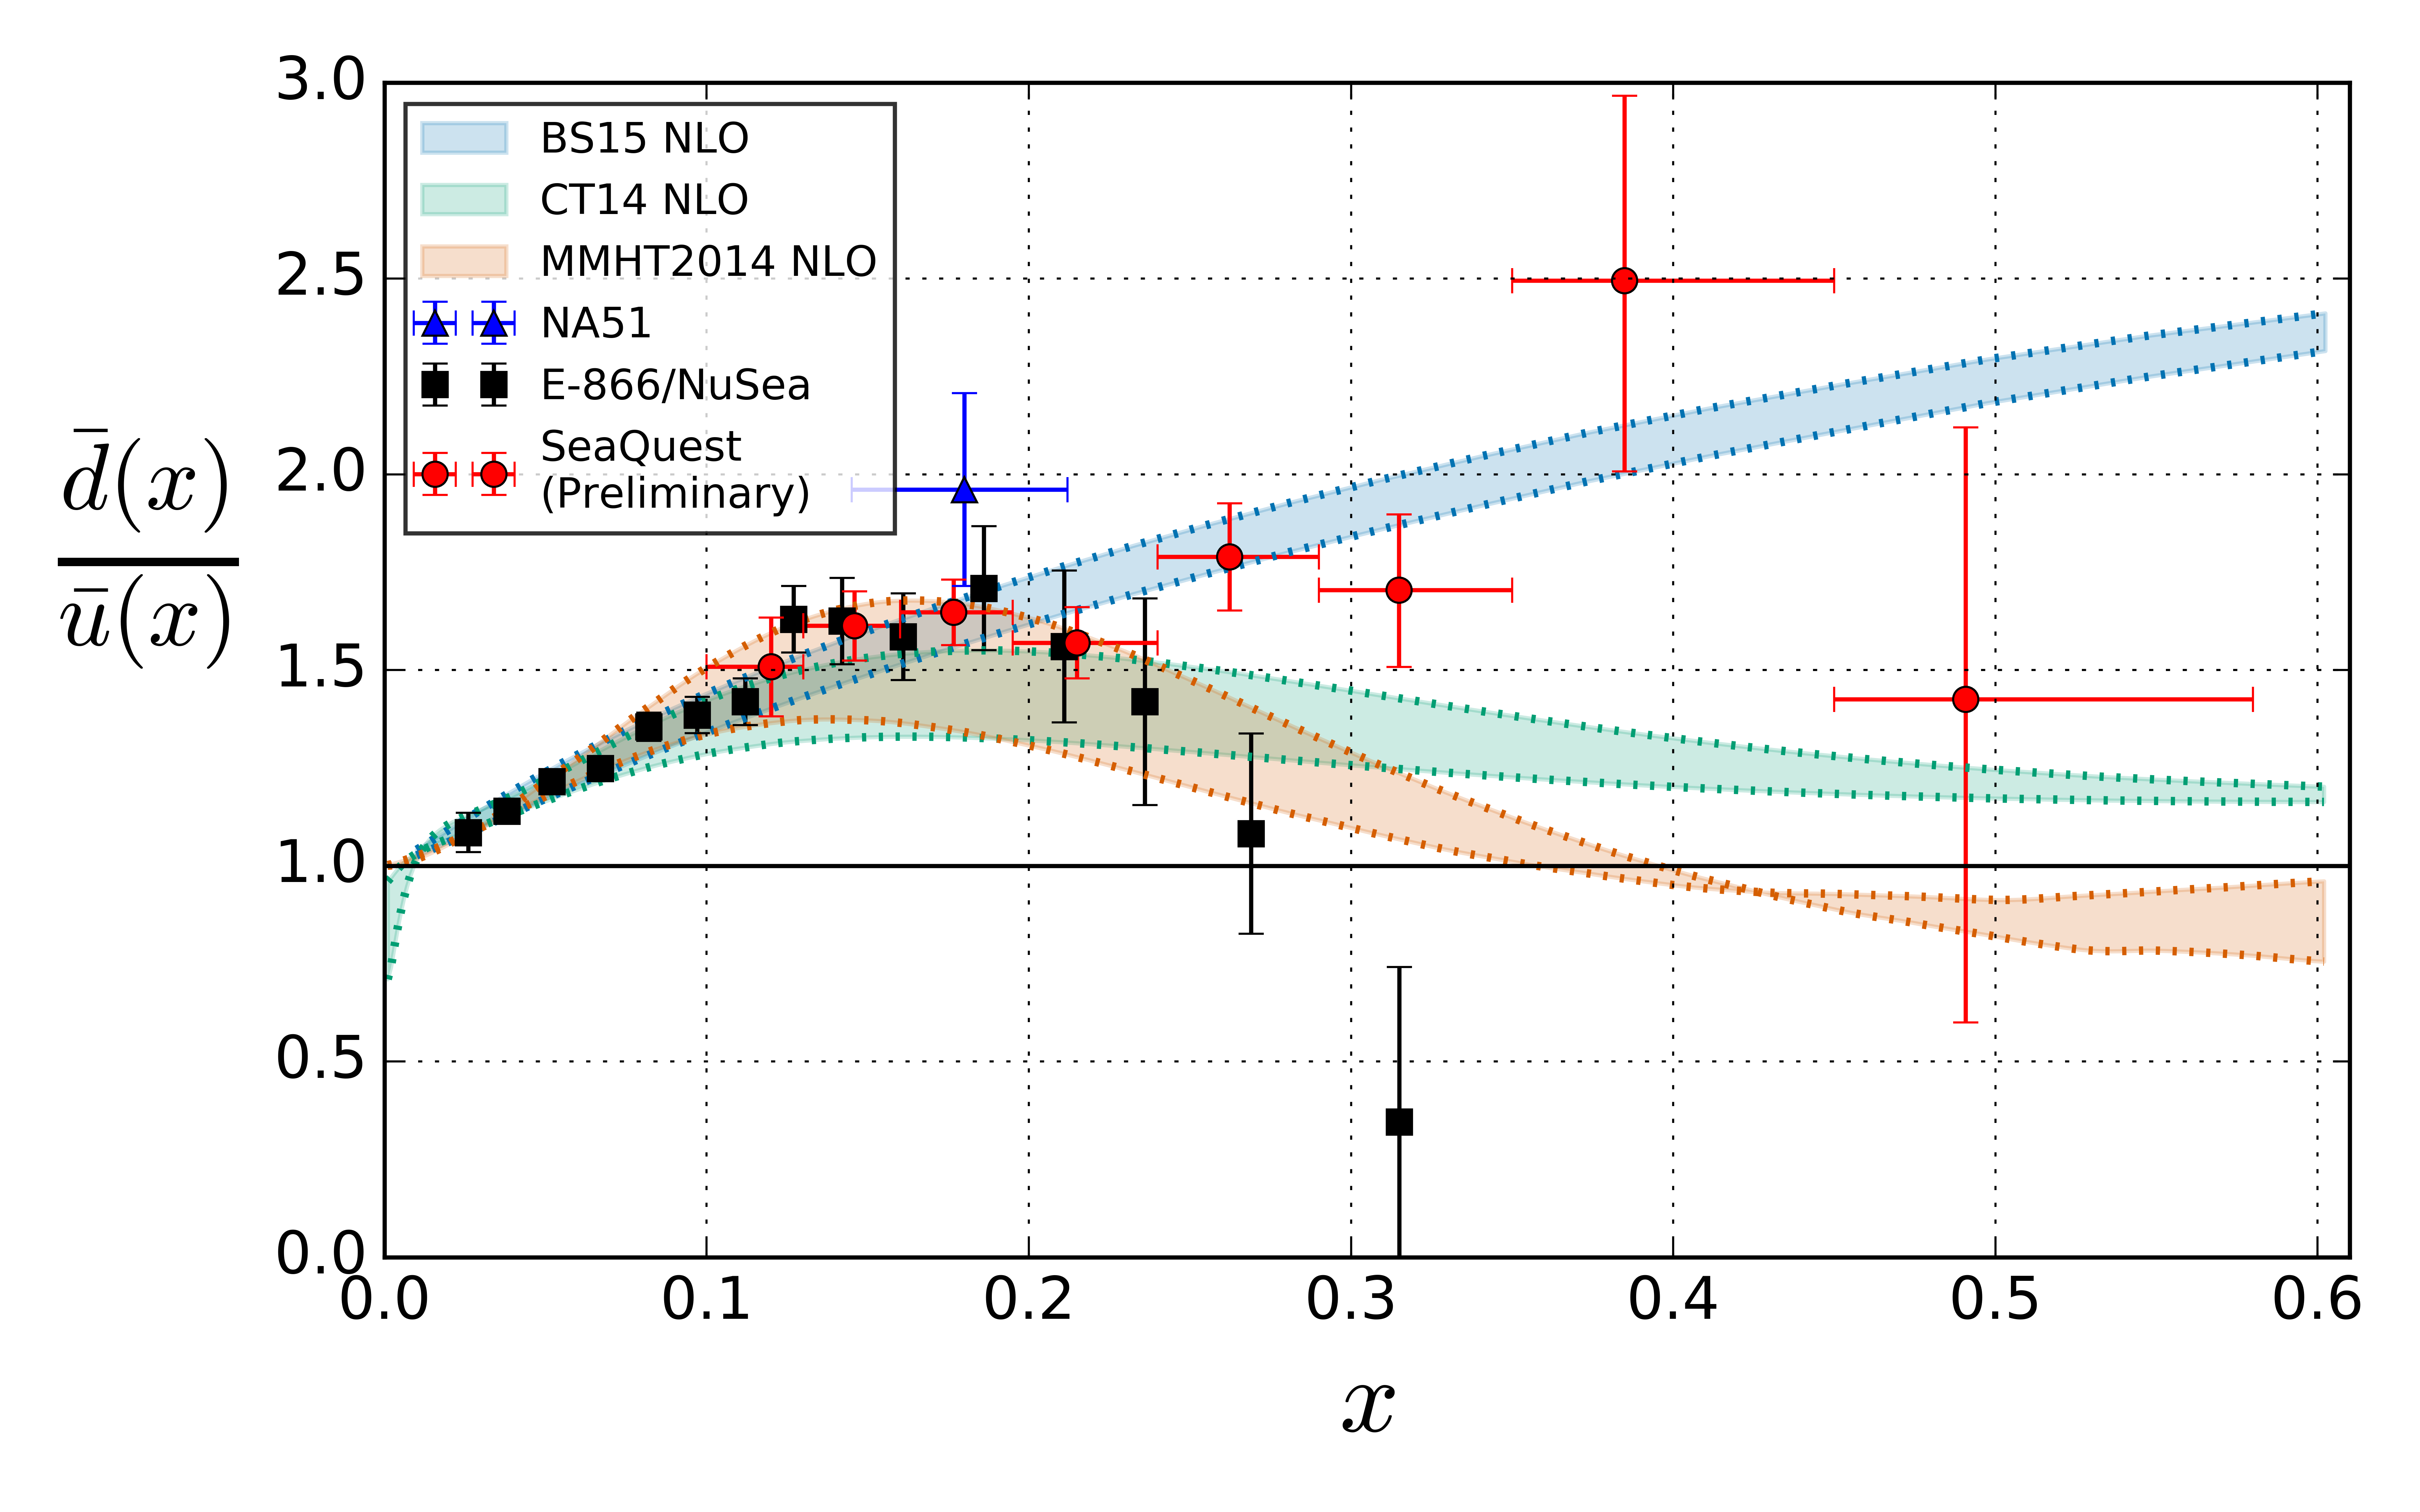 3.0
2.5
2.0
1.5
1.0
0.5
0.0
d̄(x)
ū(x)
BS15 NLO
CT14 NLO
MMHT2014 NLO
NA51
E-866/NuSea
SeaQuest
(Preliminary)
0.0 0.1 0.2 0.3 0.4 0.5 0.6
x